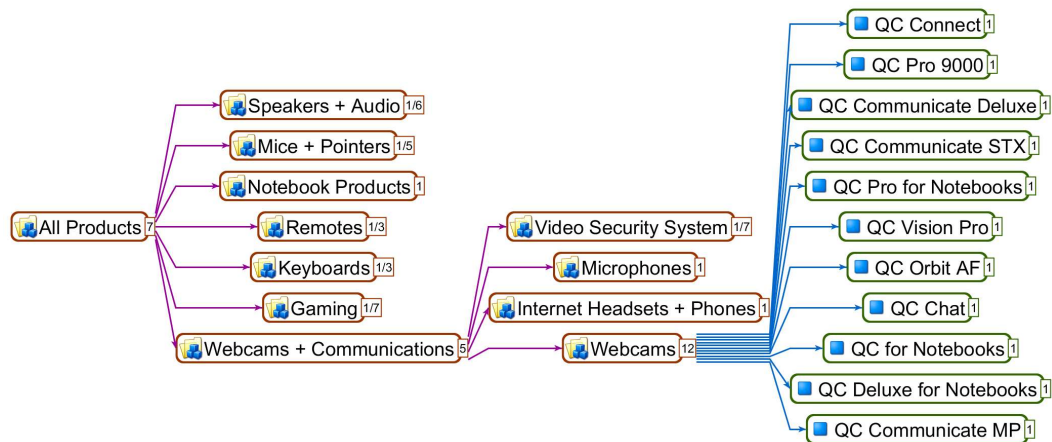 All Products 7
Speakers + Audio 1/6
Mice + Pointers 1/5
Notebook Products 1
Remotes 1/3
Keyboards 1/3
Gaming 1/7
Webcams + Communications 5
Video Security System 1/7
Microphones 1
Internet Headsets + Phones 1
Webcams 12
QC Connect 1
QC Pro 9000 1
QC Communicate Deluxe 1
QC Communicate STX 1
QC Pro for Notebooks 1
QC Vision Pro 1
QC Orbit AF 1
QC Chat 1
QC for Notebooks 1
QC Deluxe for Notebooks 1
QC Communicate MP 1